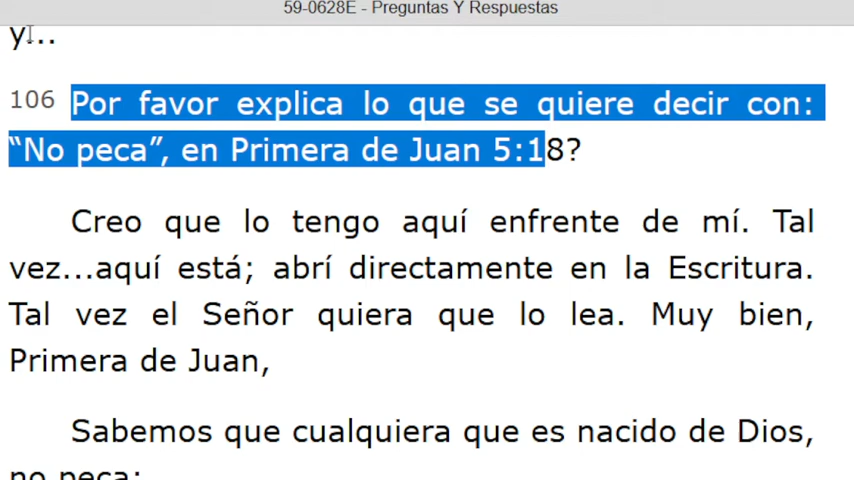 59-0628E - Preguntas Y Respuestas
y...
106 Por favor explica lo que se quiere decir con:
“No peca”, en Primera de Juan 5:18?
Creo que lo tengo aquí enfrente de mí. Tal
vez...aquí está; abrí directamente en la Escritura.
Tal vez el Señor quiera que lo lea. Muy bien,
Primera de Juan,
Sabemos que cualquiera que es nacido de Dios,
no peca;